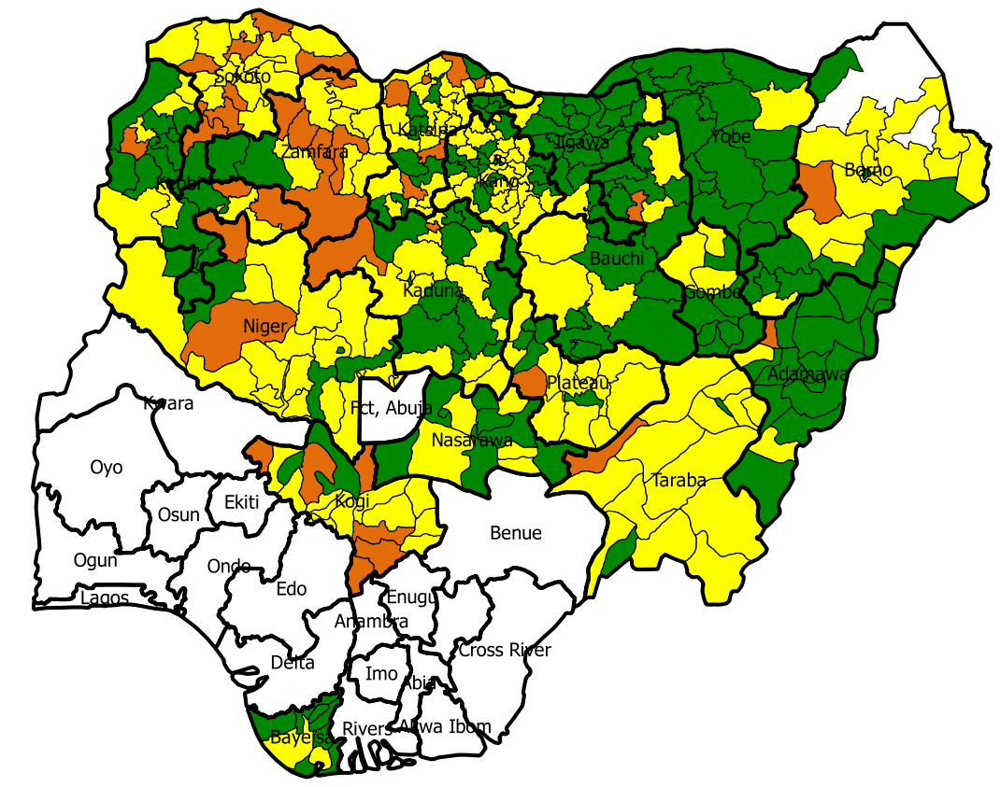 Sokoto
Katsina
Jigawa
Yobe
Zamfara
Borno
Kebbi
Kano
Bauchi
Kaduna
Gombe
Niger
Adamawa
Plateau
Kwara
Fct, Abuja
Nasarawa
Oyo
Taraba
Ekiti
Kogi
Osun
Benue
Ogun
Ondo
Edo
Lagos
Enugu
Anambra
Cross River
Delta
Imo
Abia
Rivers
Akwa Ibom
Bayelsa